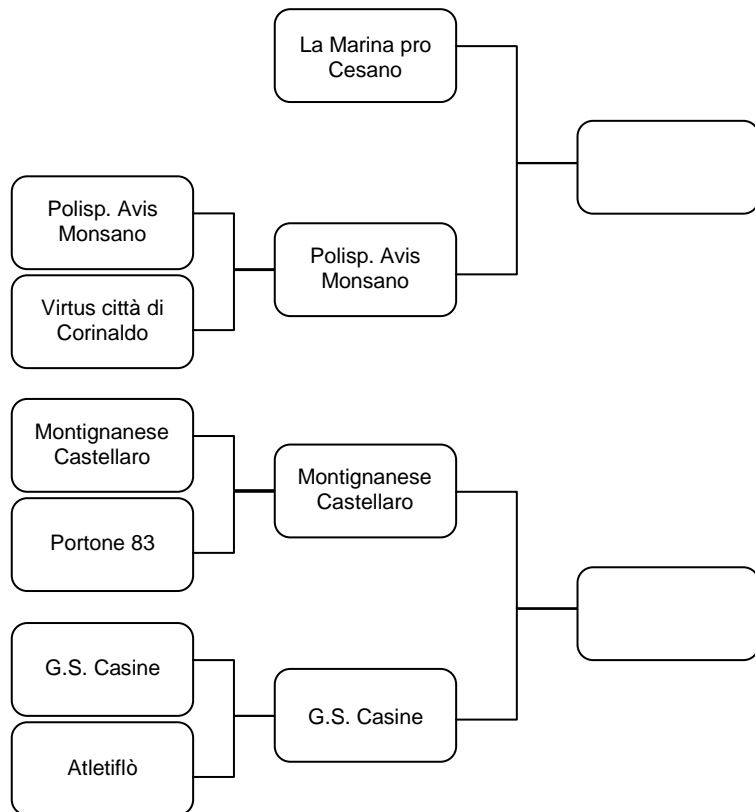 La Marina pro
Cesano
Polisp. Avis
Monsano
Virtus città di
Corinaldo
Polisp. Avis
Monsano
Montignanese
Castellaro
Portone 83
Montignanese
Castellaro
G.S. Casine
Atletiflò
G.S. Casine